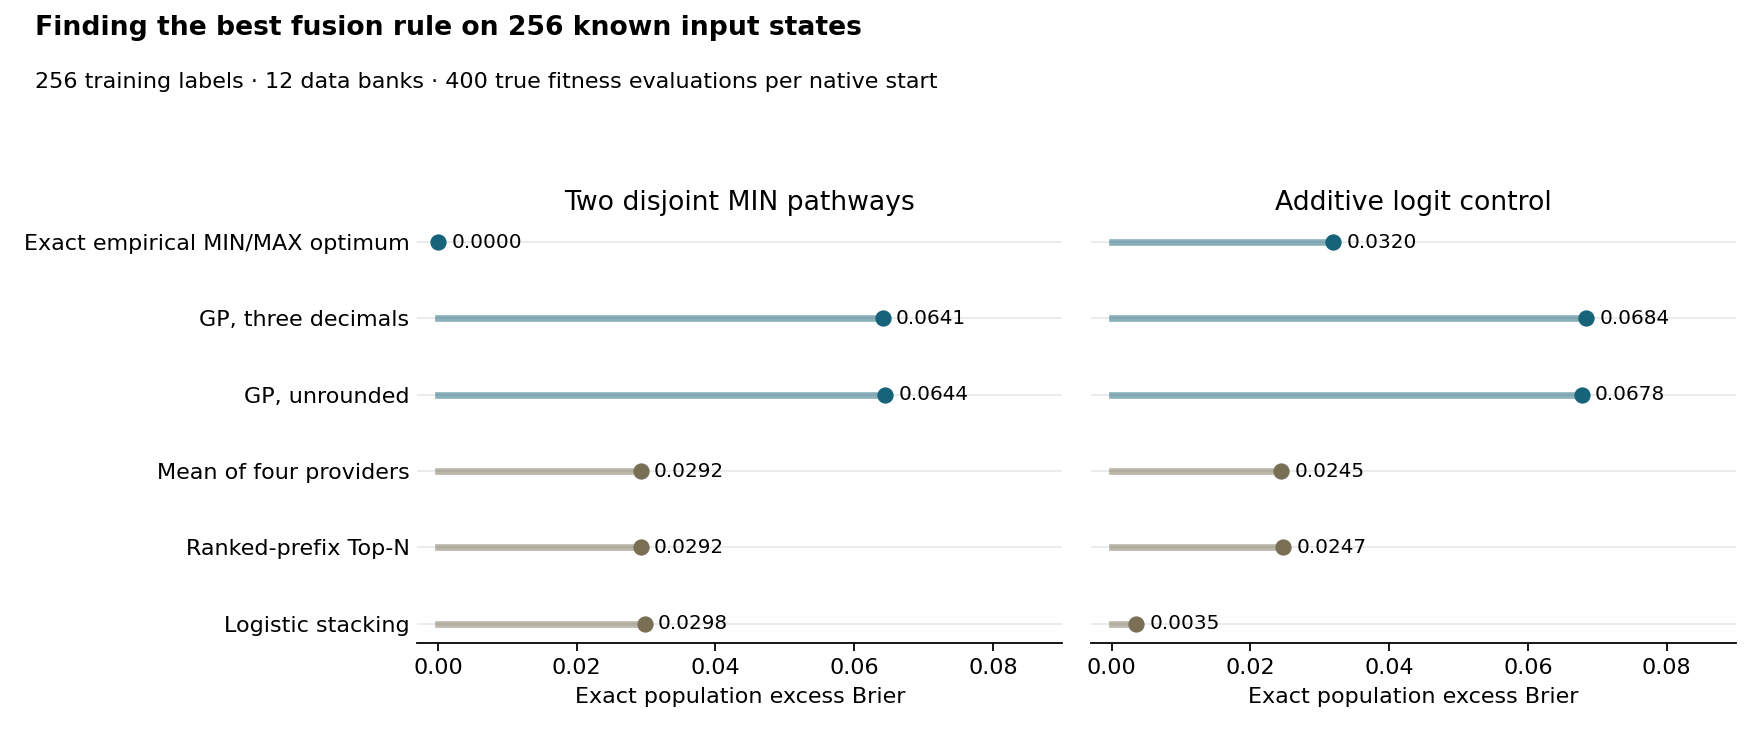 Finding the best fusion rule on 256 known input states
256 training labels · 12 data banks · 400 true fitness evaluations per native start
Two disjoint MIN pathways
Additive logit control
Exact empirical MIN/MAX optimum
0.0000
0.0320
GP, three decimals
0.0641
0.0684
GP, unrounded
0.0644
0.0678
Mean of four providers
0.0292
0.0245
Ranked-prefix Top-N
0.0292
0.0247
Logistic stacking
0.0298
0.0035
0.00 0.02 0.04 0.06 0.08
0.00 0.02 0.04 0.06 0.08
Exact population excess Brier
Exact population excess Brier